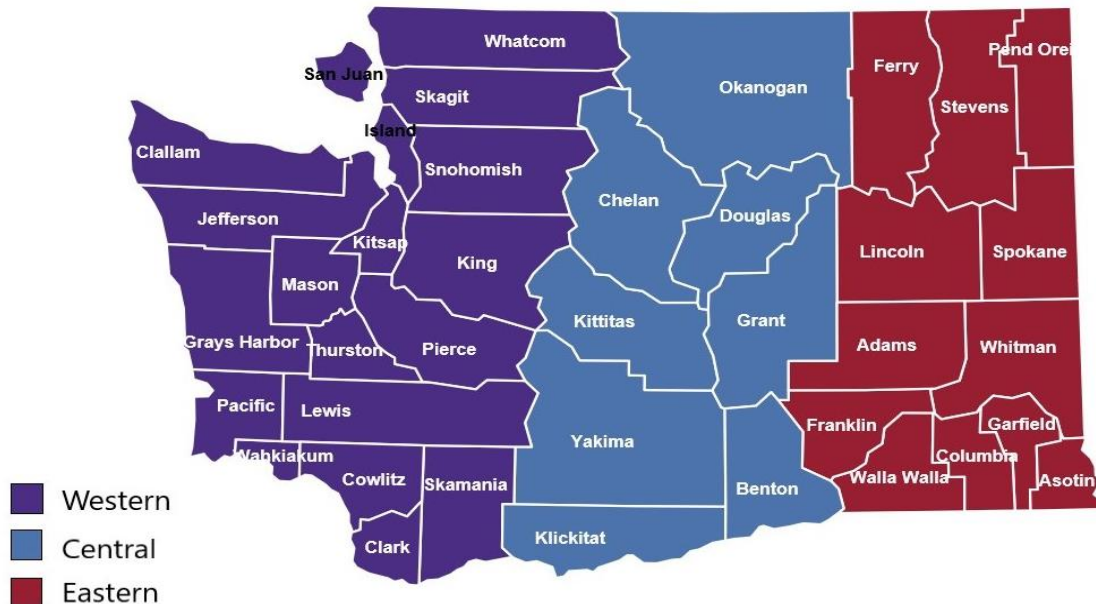 Whatcom
San Juan
Skagit
Island
Clallam
Snohomish
Jefferson
Kitsap
King
Mason
Grays Harbor
Thurston
Pierce
Pacific
Lewis
Wahkiakum
Cowlitz
Skamania
Clark
Okanogan
Chelan
Douglas
Kittitas
Grant
Yakima
Benton
Klickitat
Ferry
Stevens
Pend Orei
Lincoln
Spokane
Adams
Whitman
Franklin
Garfield
Columbia
Walla Walla
Asotin
Western
Central
Eastern